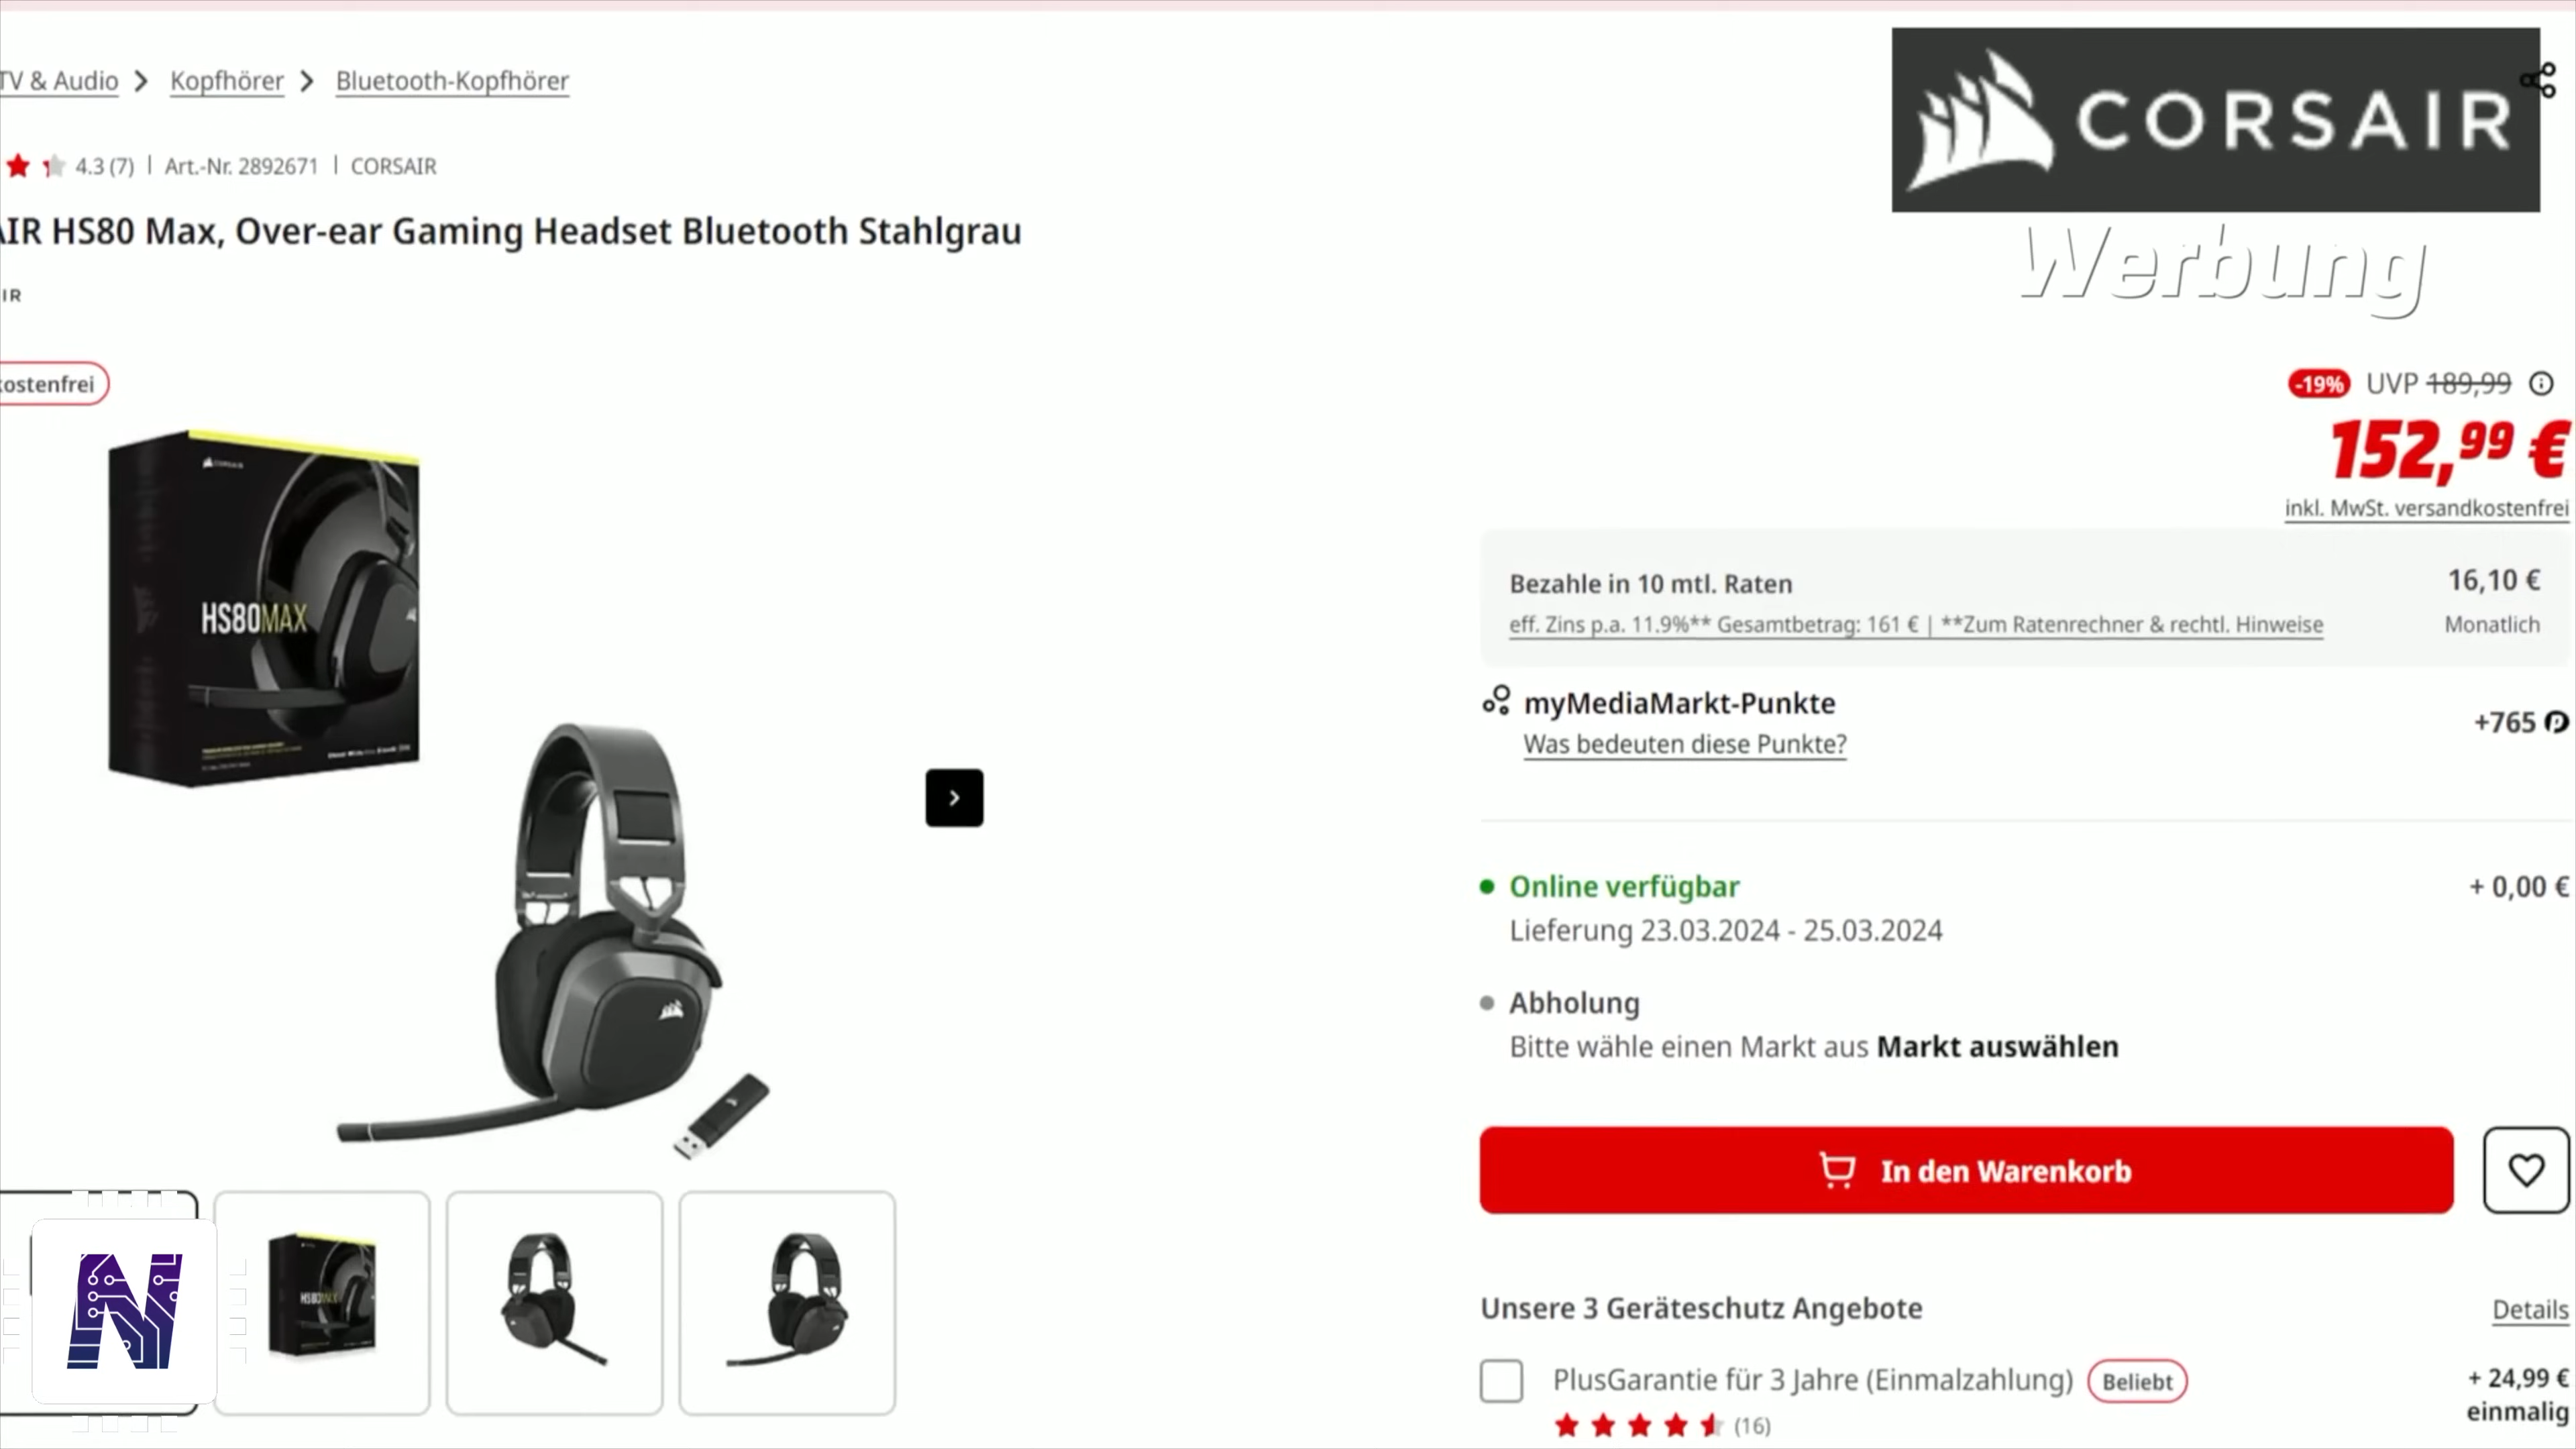 TV & Audio > Kopfhörer > Bluetooth-Kopfhörer
CORSAIR
4.3 (7) | Art.-Nr. 2892671 | CORSAIR
AIR HS80 Max, Over-ear Gaming Headset Bluetooth Stahlgrau
Werbung
IR
kostenfrei
-19% UVP 189,99
152,99 €
inkl. MwSt. versandkostenfrei
CORSAIR
HS80MAX
Bezahle in 10 mtl. Raten 16,10 €
eff. Zins p.a. 11.9%** Gesamtbetrag: 161 € | **Zum Ratenrechner & rechtl. Hinweise Monatlich
myMediaMarkt-Punkte
+765 P
Was bedeuten diese Punkte?
Online verfügbar + 0,00 €
Lieferung 23.03.2024 - 25.03.2024
Abholung
Bitte wähle einen Markt aus Markt auswählen
In den Warenkorb
N
HS80MAX
Unsere 3 Geräteschutz Angebote Details
PlusGarantie für 3 Jahre (Einmalzahlung) Beliebt + 24,99 €
einmalig
(16)